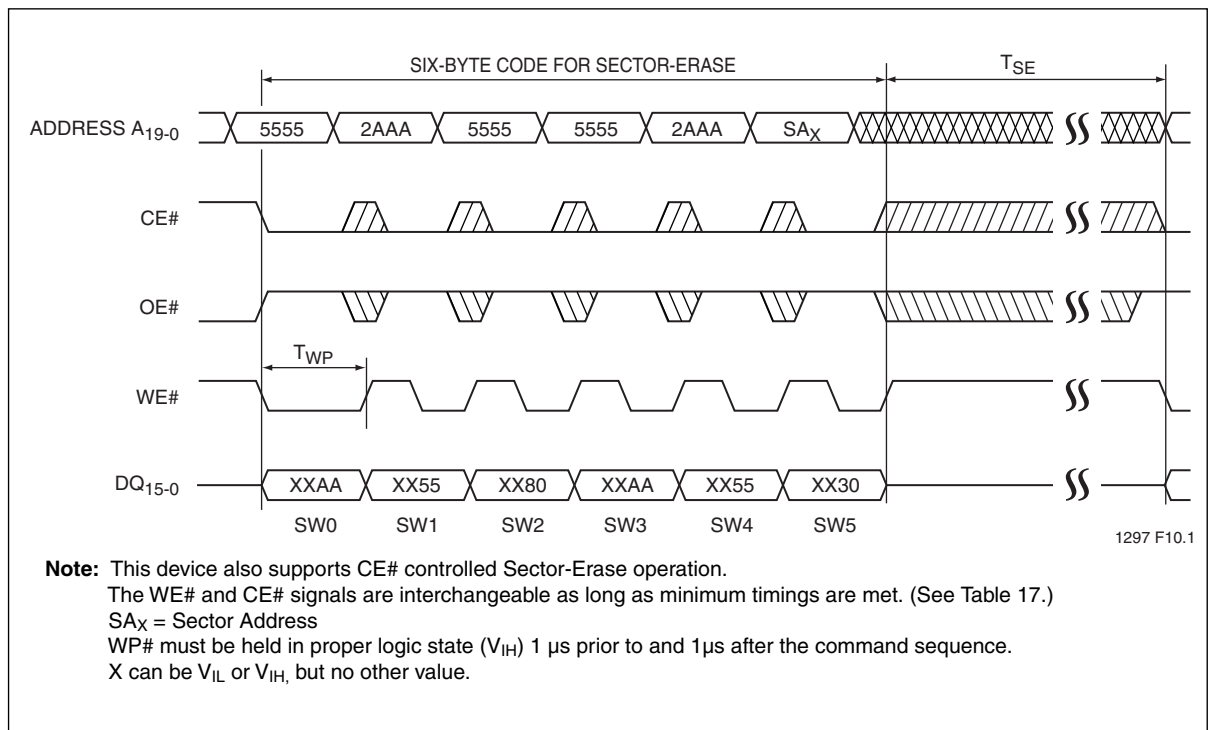 SIX-BYTE CODE FOR SECTOR-ERASE
TSE
ADDRESS A19-0
5555 2AAA 5555 5555 2AAA SAX
CE#
OE#
TWP
WE#
DQ15-0
XXAA XX55 XX80 XXAA XX55 XX30
SW0 SW1 SW2 SW3 SW4 SW5
1297 F10.1
Note: This device also supports CE# controlled Sector-Erase operation.
The WE# and CE# signals are interchangeable as long as minimum timings are met. (See Table 17.)
SAX = Sector Address
WP# must be held in proper logic state (VIH) 1 µs prior to and 1µs after the command sequence.
X can be VIL or VIH, but no other value.